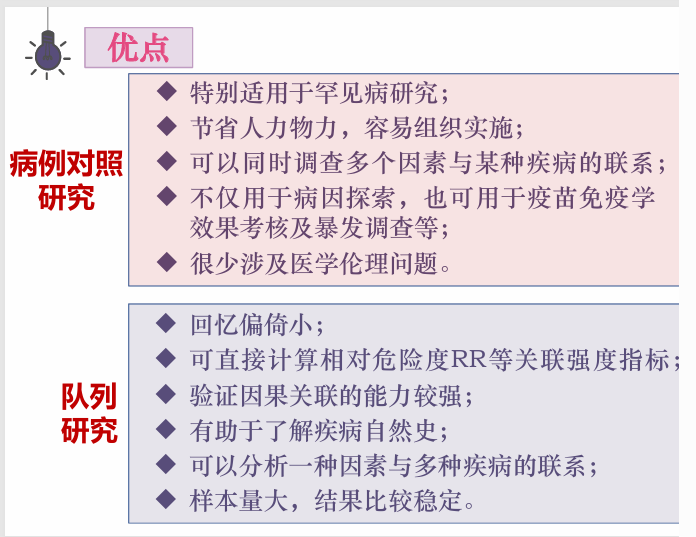 优点
病例对照
研究
◆ 特别适用于罕见病研究；
◆ 节省人力物力，容易组织实施；
◆ 可以同时调查多个因素与某种疾病的联系；
◆ 不仅用于病因探索，也可用于疫苗免疫学
效果考核及暴发调查等；
◆ 很少涉及医学伦理问题。
队列
研究
◆ 回忆偏倚小；
◆ 可直接计算相对危险度RR等关联强度指标；
◆ 验证因果关联的能力较强；
◆ 有助于了解疾病自然史；
◆ 可以分析一种因素与多种疾病的联系；
◆ 样本量大，结果比较稳定。